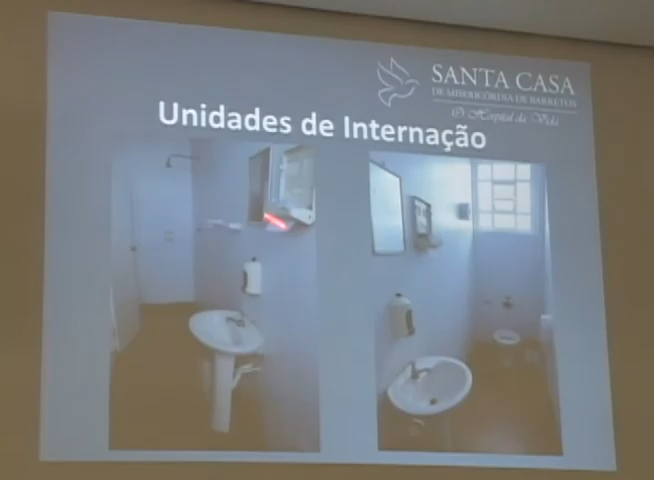 SANTA CASA
DE MISERICÓRDIA DE BARRETOS
O Hospital da Vida
Unidades de Internação